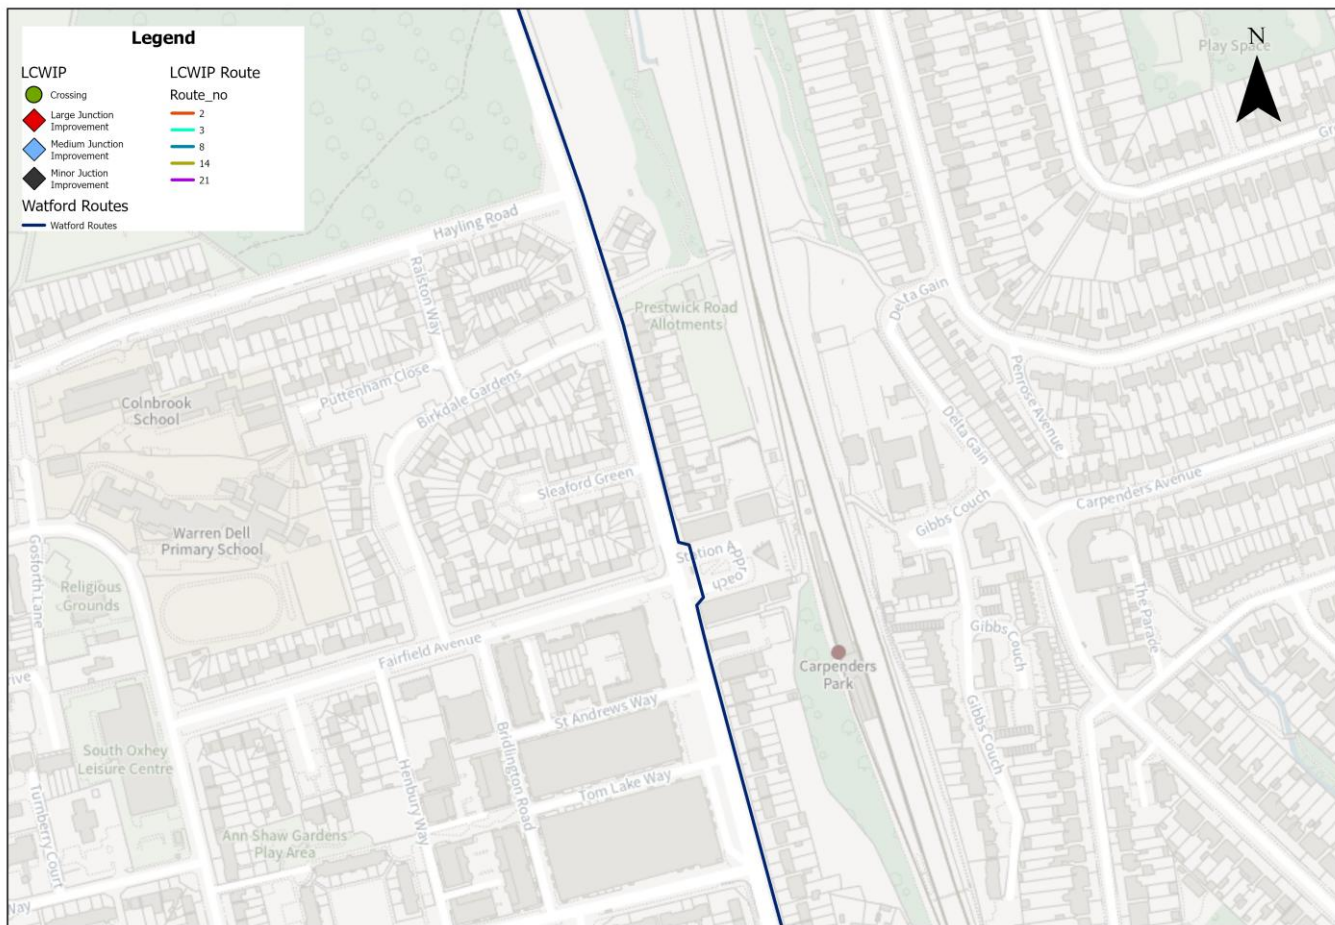 Legend
LCWIP
Crossing
Large Junction
Improvement
Medium Junction
Improvement
Minor Juction
Improvement
Watford Routes
Watford Routes
LCWIP Route
Route_no
2
3
8
14
21
N
Play Space
Hayling Road
Ralston Way
Prestwick Road
Allotments
Delta Gain
Penrose Avenue
Puttenham Close
Birkdale Gardens
Colnbrook
School
Delta Gain
Sleaford Green
Carpenders Avenue
Gibbs Couch
Warren Dell
Primary School
Gosforth Lane
Station Approach
Religious
Grounds
The Parade
Gibbs Couch
Fairfield Avenue
Carpenders
Park
St Andrews Way
Gibbs Couch
South Oxhey
Leisure Centre
Bridlington Road
Henbury Way
Tom Lake Way
Turnberry Court
Ann Shaw Gardens
Play Area